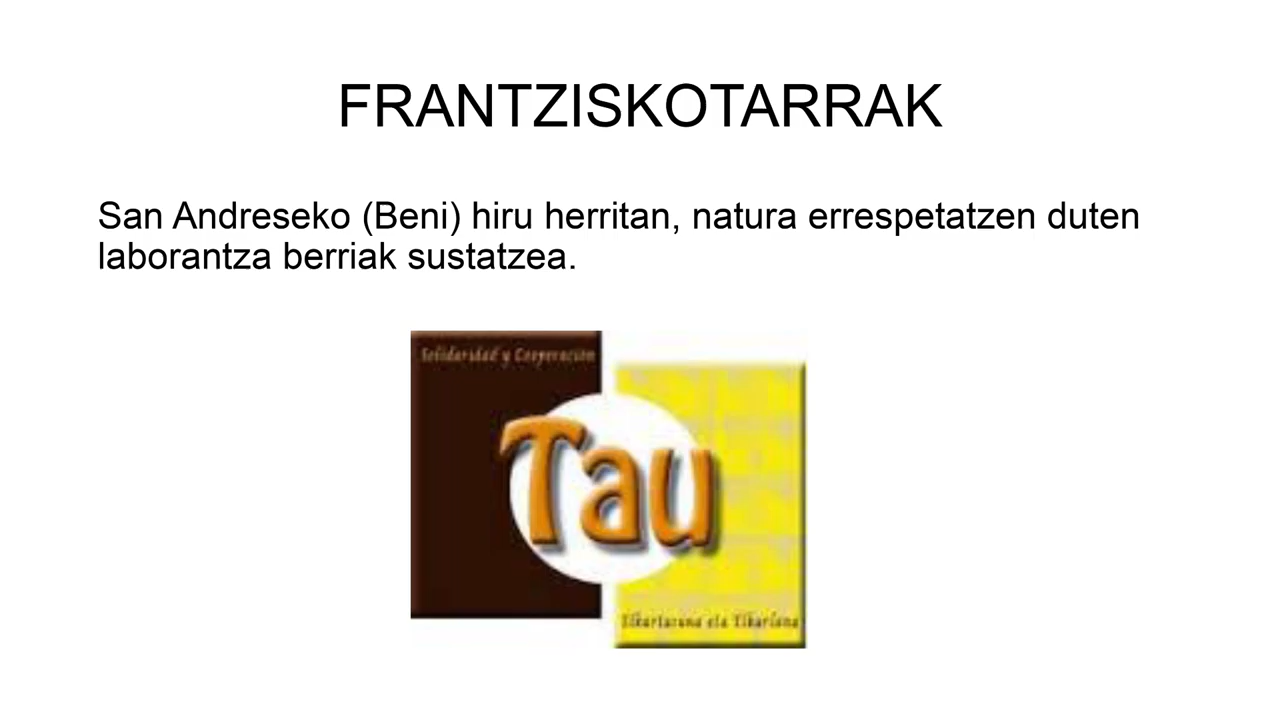 FRANTZISKOTARRAK
San Andreseko (Beni) hiru herritan, natura errespetatzen duten
laborantza berriak sustatzea.
Solidaridad y Cooperación
Tau
Elkartasuna eta Elkarlana